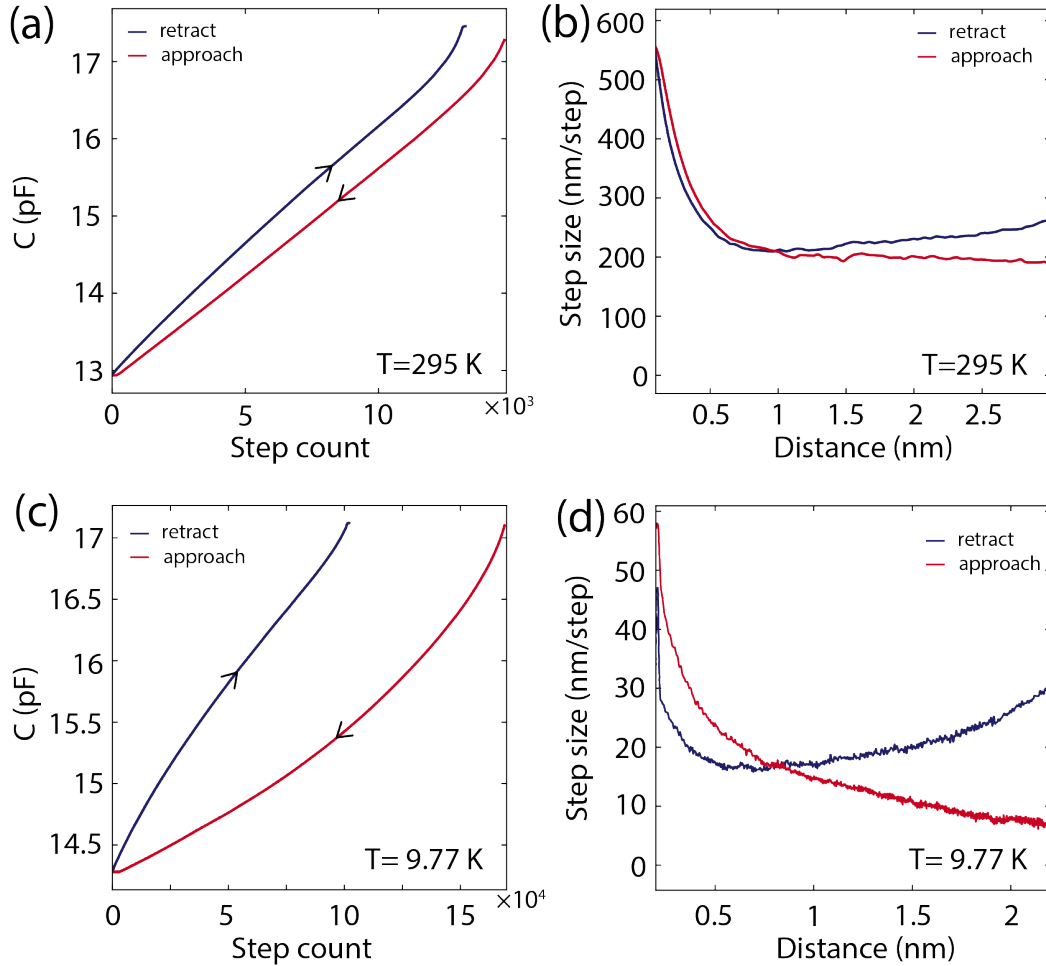 (a)
retract
approach
17
16
15
14
13
C (pF)
T=295 K
0
5
10
×10³
Step count
(b)
retract
approach
600
500
400
300
200
100
0
Step size (nm/step)
T=295 K
0.5
1
1.5
2
2.5
Distance (nm)
(c)
retract
approach
17
16.5
16
15.5
15
14.5
C (pF)
T= 9.77 K
0
5
10
15
×10⁴
Step count
(d)
retract
approach
60
50
40
30
20
10
0
Step size (nm/step)
T= 9.77 K
0.5
1
1.5
2
Distance (nm)